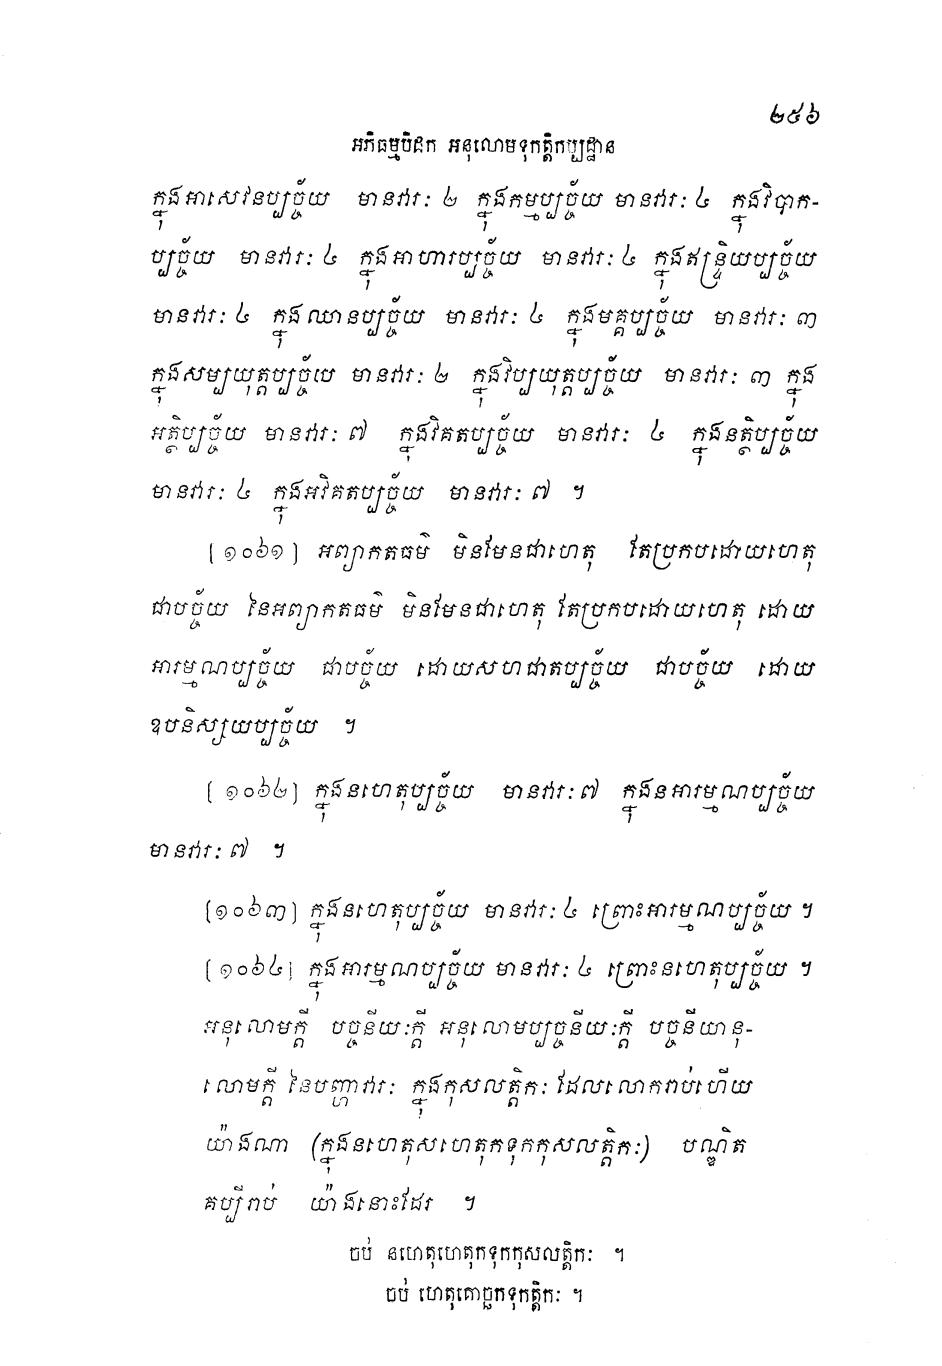 ២៥៦
អភិធម្មបិដក អនុលោមទុកត្តិកប្បដ្ឋាន
ក្នុងអាសេវនប្បច្ច័យ មានវារៈ ២ ក្នុងកម្មប្បច្ច័យ មានវារៈ ៤ ក្នុងវិបាក-
ប្បច្ច័យ មានវារៈ ៤ ក្នុងអាហារប្បច្ច័យ មានវារៈ ៤ ក្នុងឥន្ទ្រិយប្បច្ច័យ
មានវារៈ ៤ ក្នុងឈានប្បច្ច័យ មានវារៈ ៤ ក្នុងមគ្គប្បច្ច័យ មានវារៈ ៣
ក្នុងសម្បយុត្តប្បច្ច័យ មានវារៈ ២ ក្នុងវិប្បយុត្តប្បច្ច័យ មានវារៈ ៣ ក្នុង
អត្ថិប្បច្ច័យ មានវារៈ ៧ ក្នុងវិគតប្បច្ច័យ មានវារៈ ៤ ក្នុងនត្ថិប្បច្ច័យ
មានវារៈ ៤ ក្នុងអវិគតប្បច្ច័យ មានវារៈ ៧ ។
[១០៦១] អព្យាកតធម៌ មិនមែនជាហេតុ តែប្រកបដោយហេតុ
ជាបច្ច័យ នៃអព្យាកតធម៌ មិនមែនជាហេតុ តែប្រកបដោយហេតុ ដោយ
អារម្មណប្បច្ច័យ ជាបច្ច័យ ដោយសហជាតប្បច្ច័យ ជាបច្ច័យ ដោយ
ឧបនិស្សយប្បច្ច័យ ។
[១០៦២] ក្នុងនហេតុប្បច្ច័យ មានវារៈ ៧ ក្នុងនអារម្មណប្បច្ច័យ
មានវារៈ ៧ ។
[១០៦៣] ក្នុងនហេតុប្បច្ច័យ មានវារៈ ៤ ព្រោះអារម្មណប្បច្ច័យ ។
[១០៦៤] ក្នុងអារម្មណប្បច្ច័យ មានវារៈ ៤ ព្រោះនហេតុប្បច្ច័យ ។
អនុលោមក្តី បច្ចនីយៈក្តី អនុលោមប្បច្ចនីយៈក្តី បច្ចនីយានុ-
លោមក្តី នៃបញ្ហាវារៈ ក្នុងកុសលត្តិកៈ ដែលលោករាប់ហើយ
យ៉ាងណា (ក្នុងនហេតុសហេតុកទុកកុសលត្តិកៈ) បណ្ឌិត
គប្បីរាប់ យ៉ាងនោះដែរ ។
ចប់ នហេតុហេតុកទុកកុសលត្តិកៈ ។
ចប់ ហេតុគោច្ឆកទុកត្តិកៈ ។